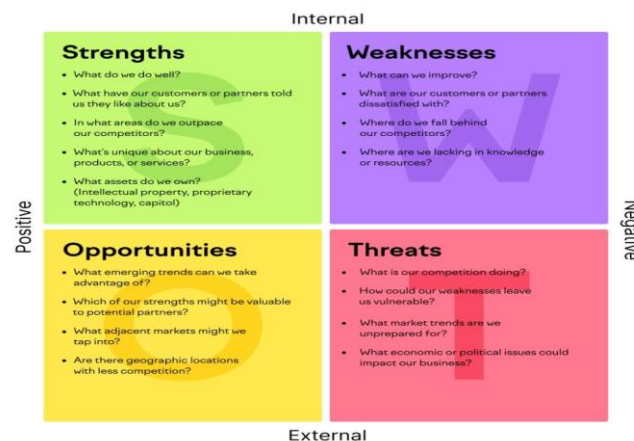 Internal
Strengths
• What do we do well?
• What have our customers or partners told
us they like about us?
• In what areas do we outpace
our competitors?
• What's unique about our business,
products, or services?
• What assets do we own?
(Intellectual property, proprietary
technology, capitol)
S
Weaknesses
• What can we improve?
• What are our customers or partners
dissatisfied with?
• Where do we fall behind
our competitors?
• Where are we lacking in knowledge
or resources?
W
Positive
Negative
Opportunities
• What emerging trends can we take
advantage of?
• Which of our strengths might be valuable
to potential partners?
• What adjacent markets might we
tap into?
• Are there geographic locations
with less competition?
O
Threats
• What is our competition doing?
• How could our weaknesses leave
us vulnerable?
• What market trends are we
unprepared for?
• What economic or political issues could
impact our business?
T
External